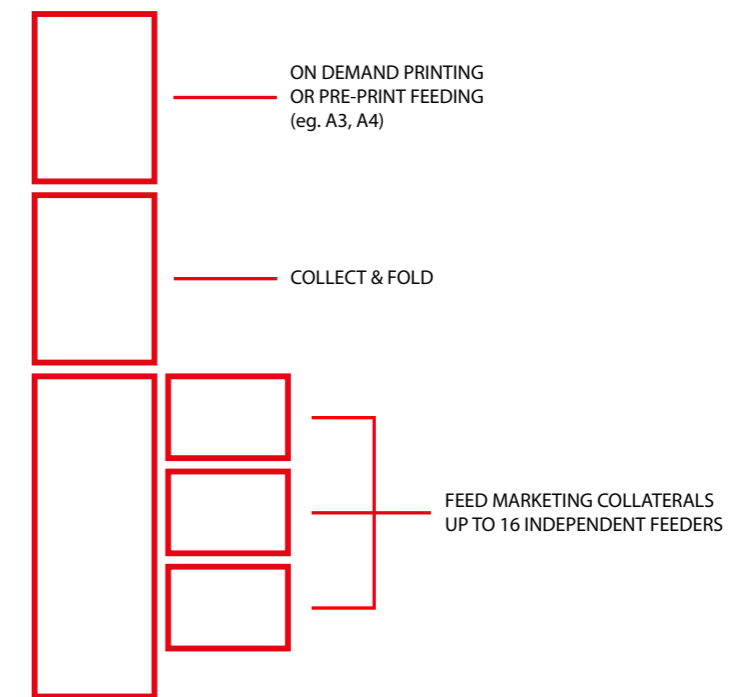 ON DEMAND PRINTING
OR PRE-PRINT FEEDING
(eg. A3, A4)
COLLECT & FOLD
FEED MARKETING COLLATERALS
UP TO 16 INDEPENDENT FEEDERS